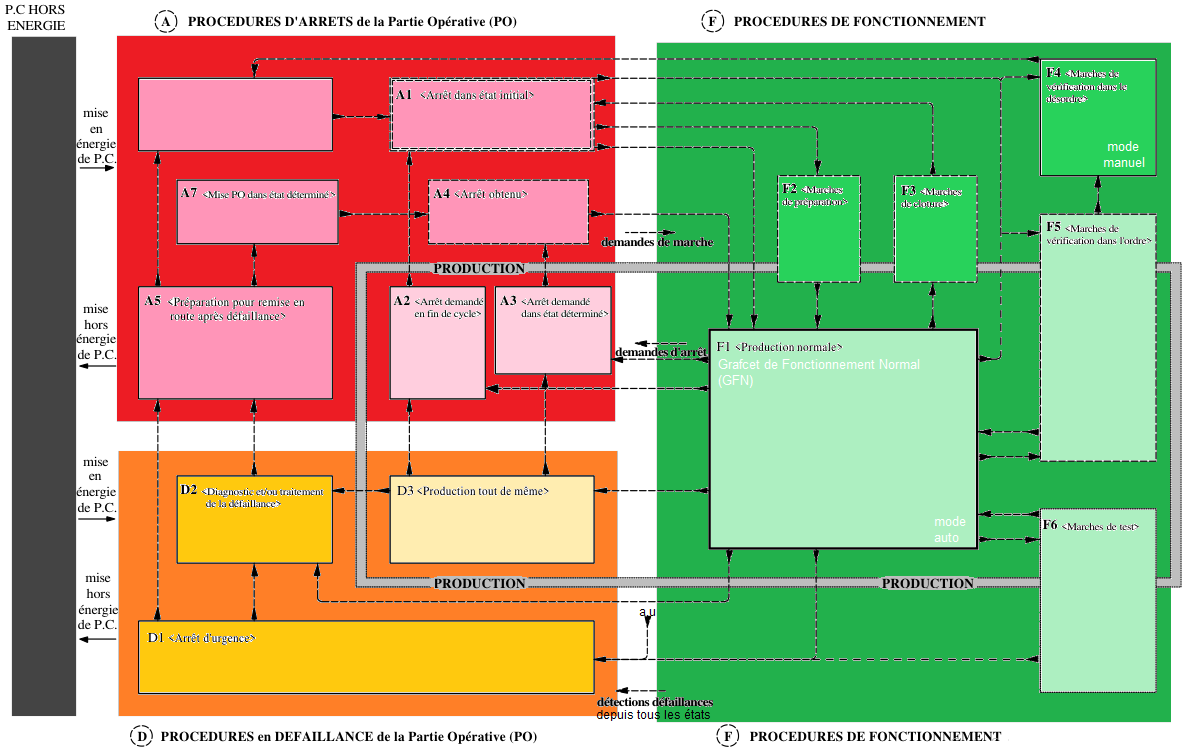 P.C HORS
ENERGIE
A PROCEDURES D'ARRETS de la Partie Opérative (PO)
F PROCEDURES DE FONCTIONNEMENT
mise
en
énergie
de P.C.
A1 <Arrêt dans état initial>
F4 <Marches de
vérification dans le
désordre>
mode
manuel
A7 <Mise PO dans état déterminé>
A4 <Arrêt obtenu>
F2 <Marches
de préparation>
F3 <Marches
de cloture>
F5 <Marches de
vérification dans l'ordre>
demandes de marche
PRODUCTION
mise
hors
énergie
de P.C.
A5 <Préparation pour remise en
route après défaillance>
A2 <Arrêt demandé
en fin de cycle>
A3 <Arrêt demandé
dans état déterminé>
demandes d'arrêt
F1 <Production normale>
Grafcet de Fonctionnement Normal
(GFN)
mode
auto
mise
en
énergie
de P.C.
D2 <Diagnostic et/ou traitement
de la défaillance>
D3 <Production tout de même>
F6 <Marches de test>
PRODUCTION
PRODUCTION
mise
hors
énergie
de P.C.
a.u
D1 <Arrêt d'urgence>
détections défaillances
depuis tous les états
D PROCEDURES en DEFAILLANCE de la Partie Opérative (PO)
F PROCEDURES DE FONCTIONNEMENT